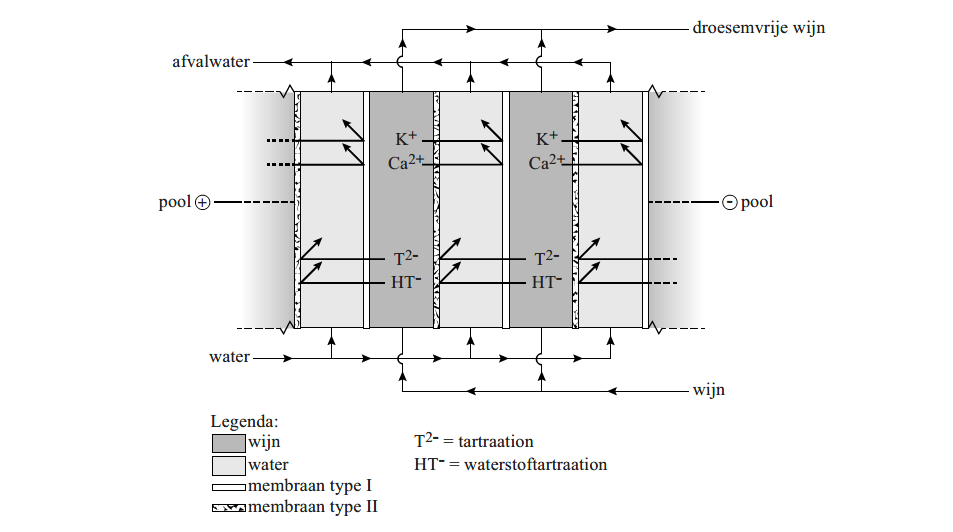 droesemvrije wijn
afvalwater
K+ K+
Ca2+ Ca2+
pool + - pool
T2- T2-
HT- HT-
water
wijn
Legenda:
wijn
water
membraan type I
membraan type II
T2- = tartraation
HT- = waterstoftartraation